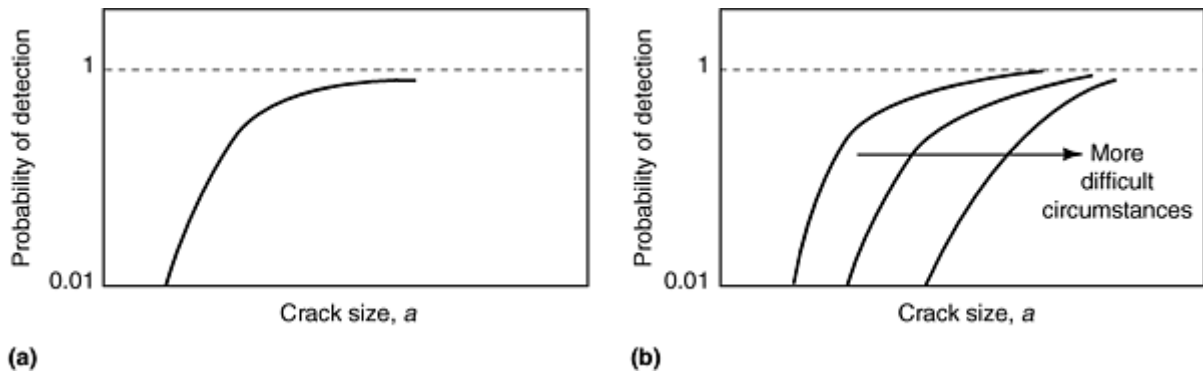 Probability of detection
1
0.01
Crack size, a
(a)
Probability of detection
1
0.01
More
difficult
circumstances
Crack size, a
(b)